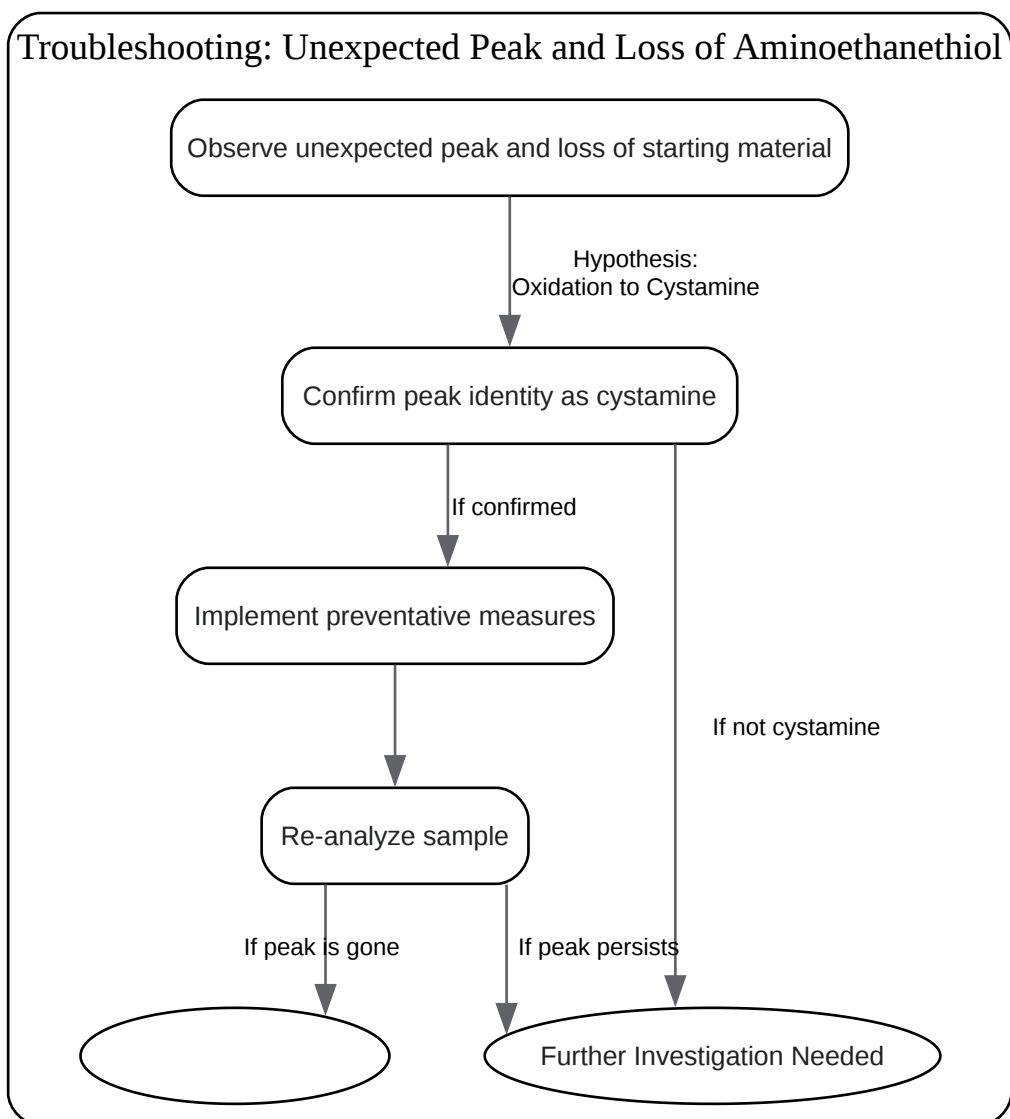 Troubleshooting: Unexpected Peak and Loss of Aminoethanethiol
Observe unexpected peak and loss of starting material
Hypothesis:
Oxidation to Cystamine
Confirm peak identity as cystamine
If confirmed
Implement preventative measures
If not cystamine
Re-analyze sample
If peak is gone
If peak persists
Further Investigation Needed